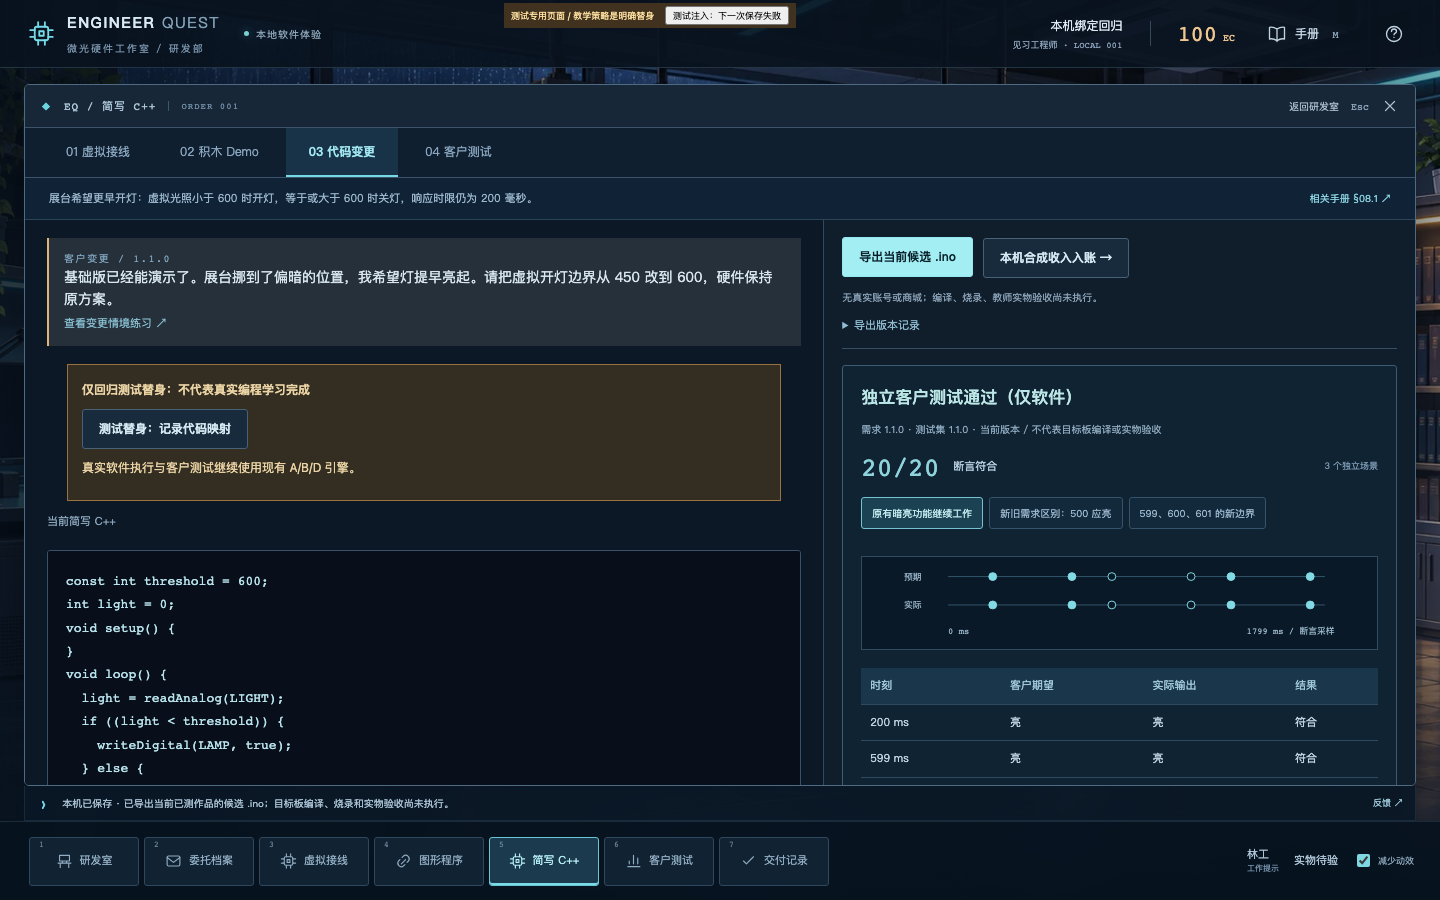 ENGINEER QUEST
微光硬件工作室 / 研发部
本地软件体验
测试专用页面 / 教学策略是明确替身
测试注入：下一次保存失败
本机绑定回归
见习工程师 · LOCAL 001
100 EC
手册 M
EQ / 简写 C++ ORDER 001
返回研发室 Esc
01 虚拟接线
02 积木 Demo
03 代码变更
04 客户测试
展台希望更早开灯：虚拟光照小于 600 时开灯，等于或大于 600 时关灯，响应时限仍为 200 毫秒。
相关手册 §08.1 ↗
客户变更 / 1.1.0
基础版已经能演示了。展台挪到了偏暗的位置，我希望灯提早亮起。请把虚拟开灯边界从 450 改到 600，硬件保持
原方案。
查看变更情境练习 ↗
仅回归测试替身：不代表真实编程学习完成
测试替身：记录代码映射
真实软件执行与客户测试继续使用现有 A/B/D 引擎。
当前简写 C++
const int threshold = 600;
int light = 0;
void setup() {
}
void loop() {
light = readAnalog(LIGHT);
if ((light < threshold)) {
writeDigital(LAMP, true);
} else {
导出当前候选 .ino
本机合成收入入账 →
无真实账号或商城；编译、烧录、教师实物验收尚未执行。
▶ 导出版本记录
独立客户测试通过（仅软件）
需求 1.1.0 · 测试集 1.1.0 · 当前版本 / 不代表目标板编译或实物验收
20/20 断言符合
3 个独立场景
原有暗亮功能继续工作
新旧需求区别：500 应亮
599、600、601 的新边界
预期
实际
0 ms
1799 ms / 断言采样
时刻 客户期望 实际输出 结果
200 ms 亮 亮 符合
599 ms 亮 亮 符合
本机已保存 · 已导出当前已测作品的候选 .ino；目标板编译、烧录和实物验收尚未执行。
反馈 ↗
1 研发室
2 委托档案
3 虚拟接线
4 图形程序
5 简写 C++
6 客户测试
7 交付记录
林工
工作提示
实物待验
减少动效